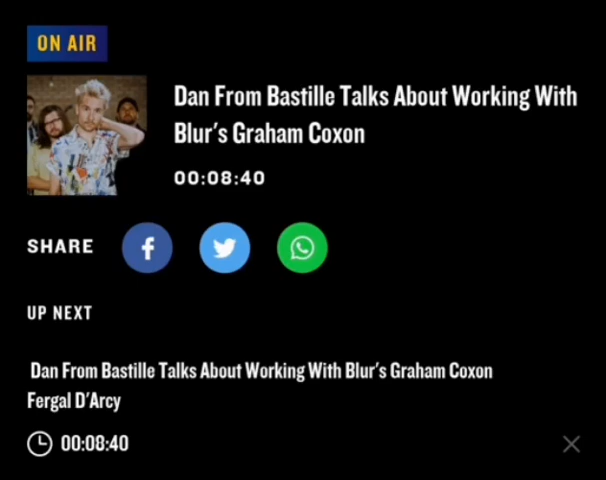 ON AIR
Dan From Bastille Talks About Working With
Blur's Graham Coxon
00:08:40
SHARE
UP NEXT
Dan From Bastille Talks About Working With Blur's Graham Coxon
Fergal D'Arcy
00:08:40